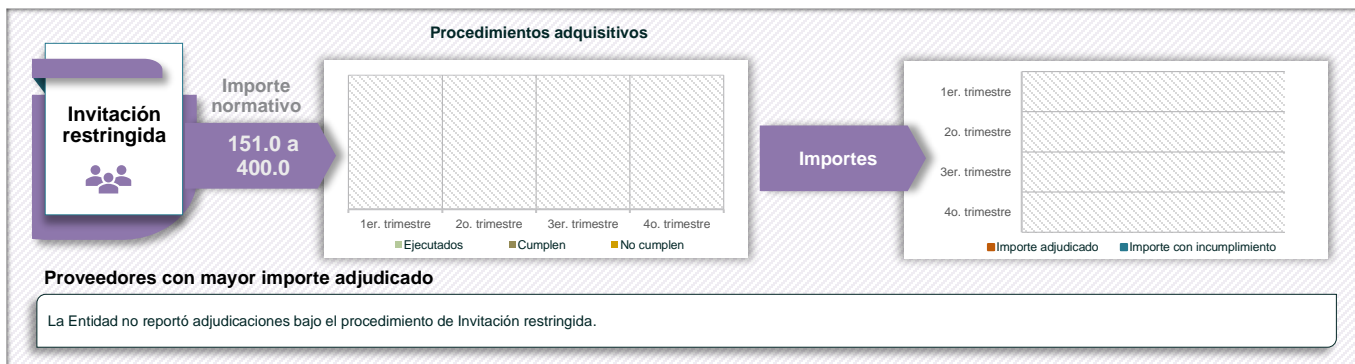 Procedimientos adquisitivos
Invitación
restringida
Importe
normativo
151.0 a
400.0
1er. trimestre
2o. trimestre
3er. trimestre
4o. trimestre
Ejecutados
Cumplen
No cumplen
Importes
1er. trimestre
2o. trimestre
3er. trimestre
4o. trimestre
Importe adjudicado
Importe con incumplimiento
Proveedores con mayor importe adjudicado
La Entidad no reportó adjudicaciones bajo el procedimiento de Invitación restringida.